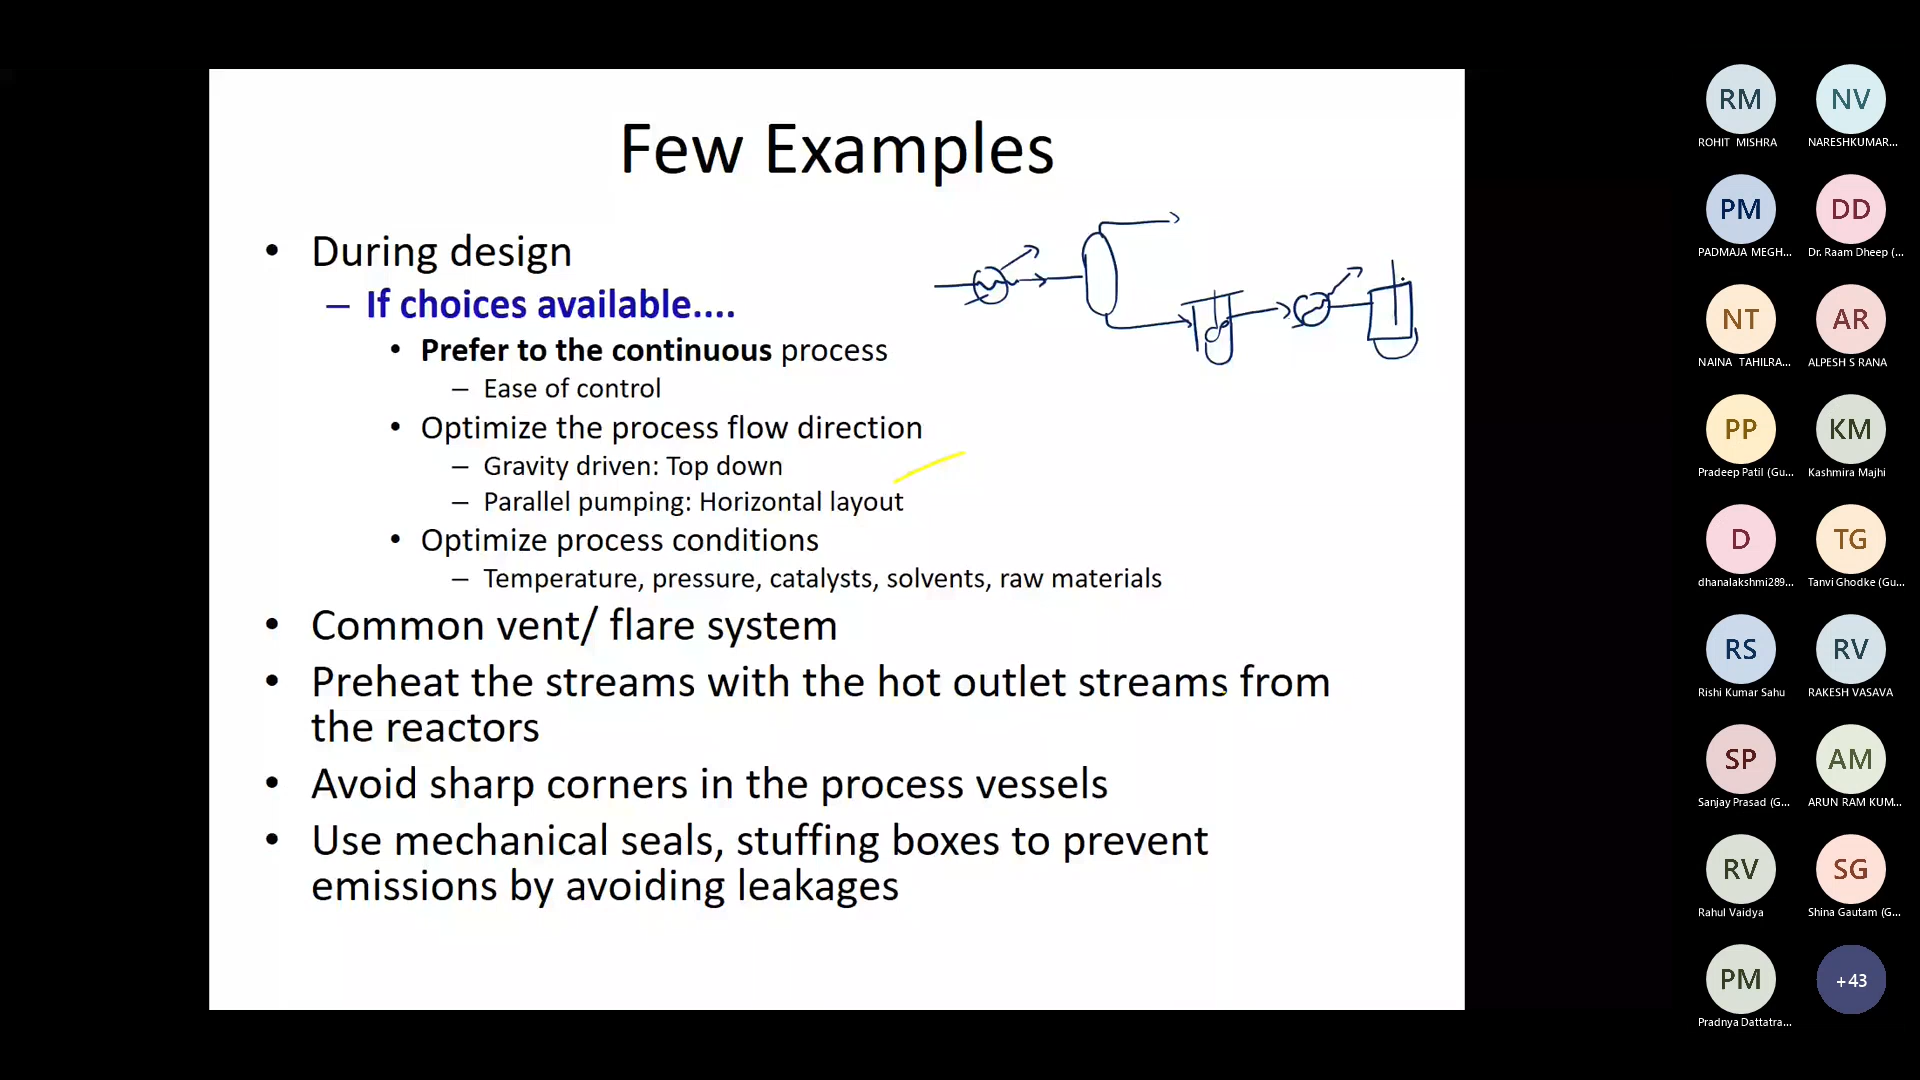 Few Examples
• During design
– If choices available....
• Prefer to the continuous process
– Ease of control
• Optimize the process flow direction
– Gravity driven: Top down
– Parallel pumping: Horizontal layout
• Optimize process conditions
– Temperature, pressure, catalysts, solvents, raw materials
• Common vent/ flare system
• Preheat the streams with the hot outlet streams from
the reactors
• Avoid sharp corners in the process vessels
• Use mechanical seals, stuffing boxes to prevent
emissions by avoiding leakages
RM NV
ROHIT MISHRA NARESHKUMAR...
PM DD
PADMAJA MEGH... Dr. Raam Dheep (...
NT AR
NAINA TAHILRA... ALPESH S RANA
PP KM
Pradeep Patil (Gu... Kashmira Majhi
D TG
dhanalakshmi289... Tanvi Ghodke (Gu...
RS RV
Rishi Kumar Sahu RAKESH VASAVA
SP AM
Sanjay Prasad (G... ARUN RAM KUM...
RV SG
Rahul Vaidya Shina Gautam (G...
PM +43
Pradnya Dattatra...